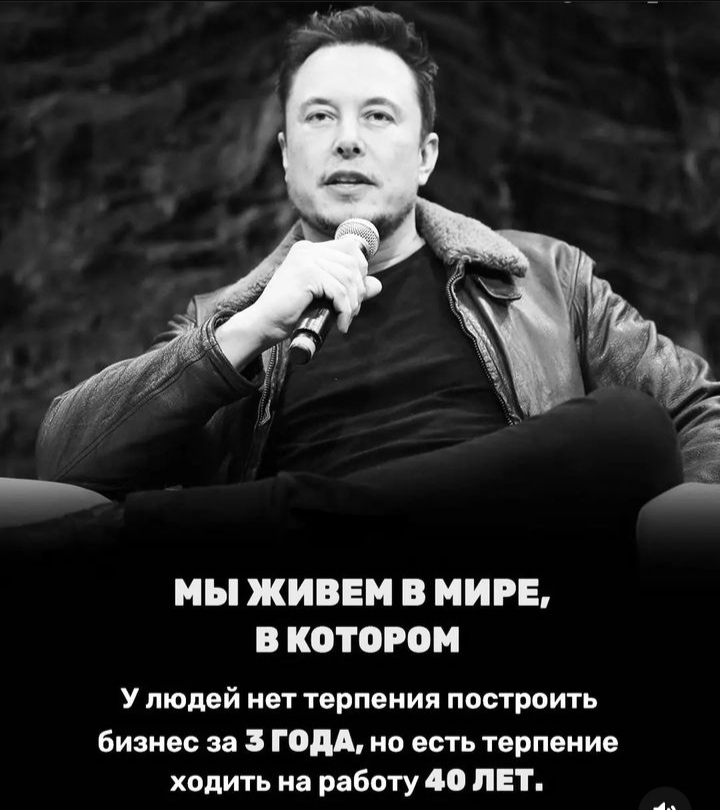 МЫ ЖИВЕМ В МИРЕ,
В КОТОРОМ
У людей нет терпения построить
бизнес за 3 ГОДА, но есть терпение
ходить на работу 40 ЛЕТ.